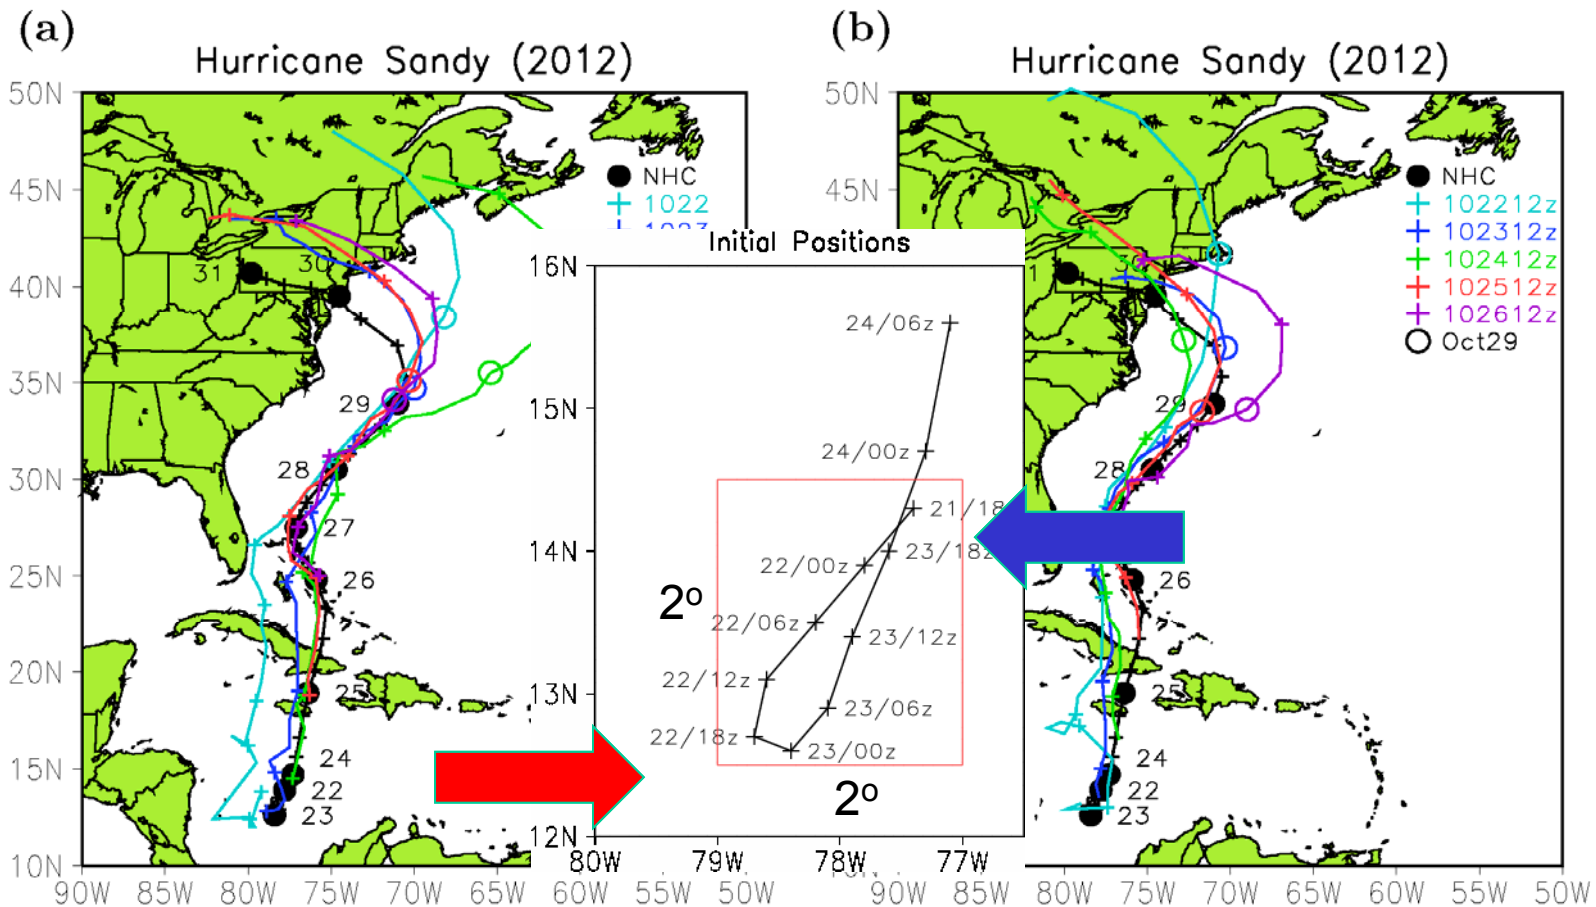 (a)
Hurricane Sandy (2012)
50N
45N
40N
35N
30N
25N
20N
15N
10N
90W
85W
80W
75W
70W
65W
55W
50W
NHC
1022
31
30
29
28
27
26
25
24
22
23
Initial Positions
16N
15N
14N
13N
12N
80W
79W
78W
77W
24/06z
24/00z
21/18
23/18z
22/00z
22/06z
23/12z
22/12z
23/06z
22/18z
23/00z
2º
2º
(b)
Hurricane Sandy (2012)
50N
45N
NHC
102212z
102312z
102412z
102512z
102612z
Oct29
29
28
26
25
24
22
23
90W
85W
80W
75W
70W
65W
60W
55W
50W